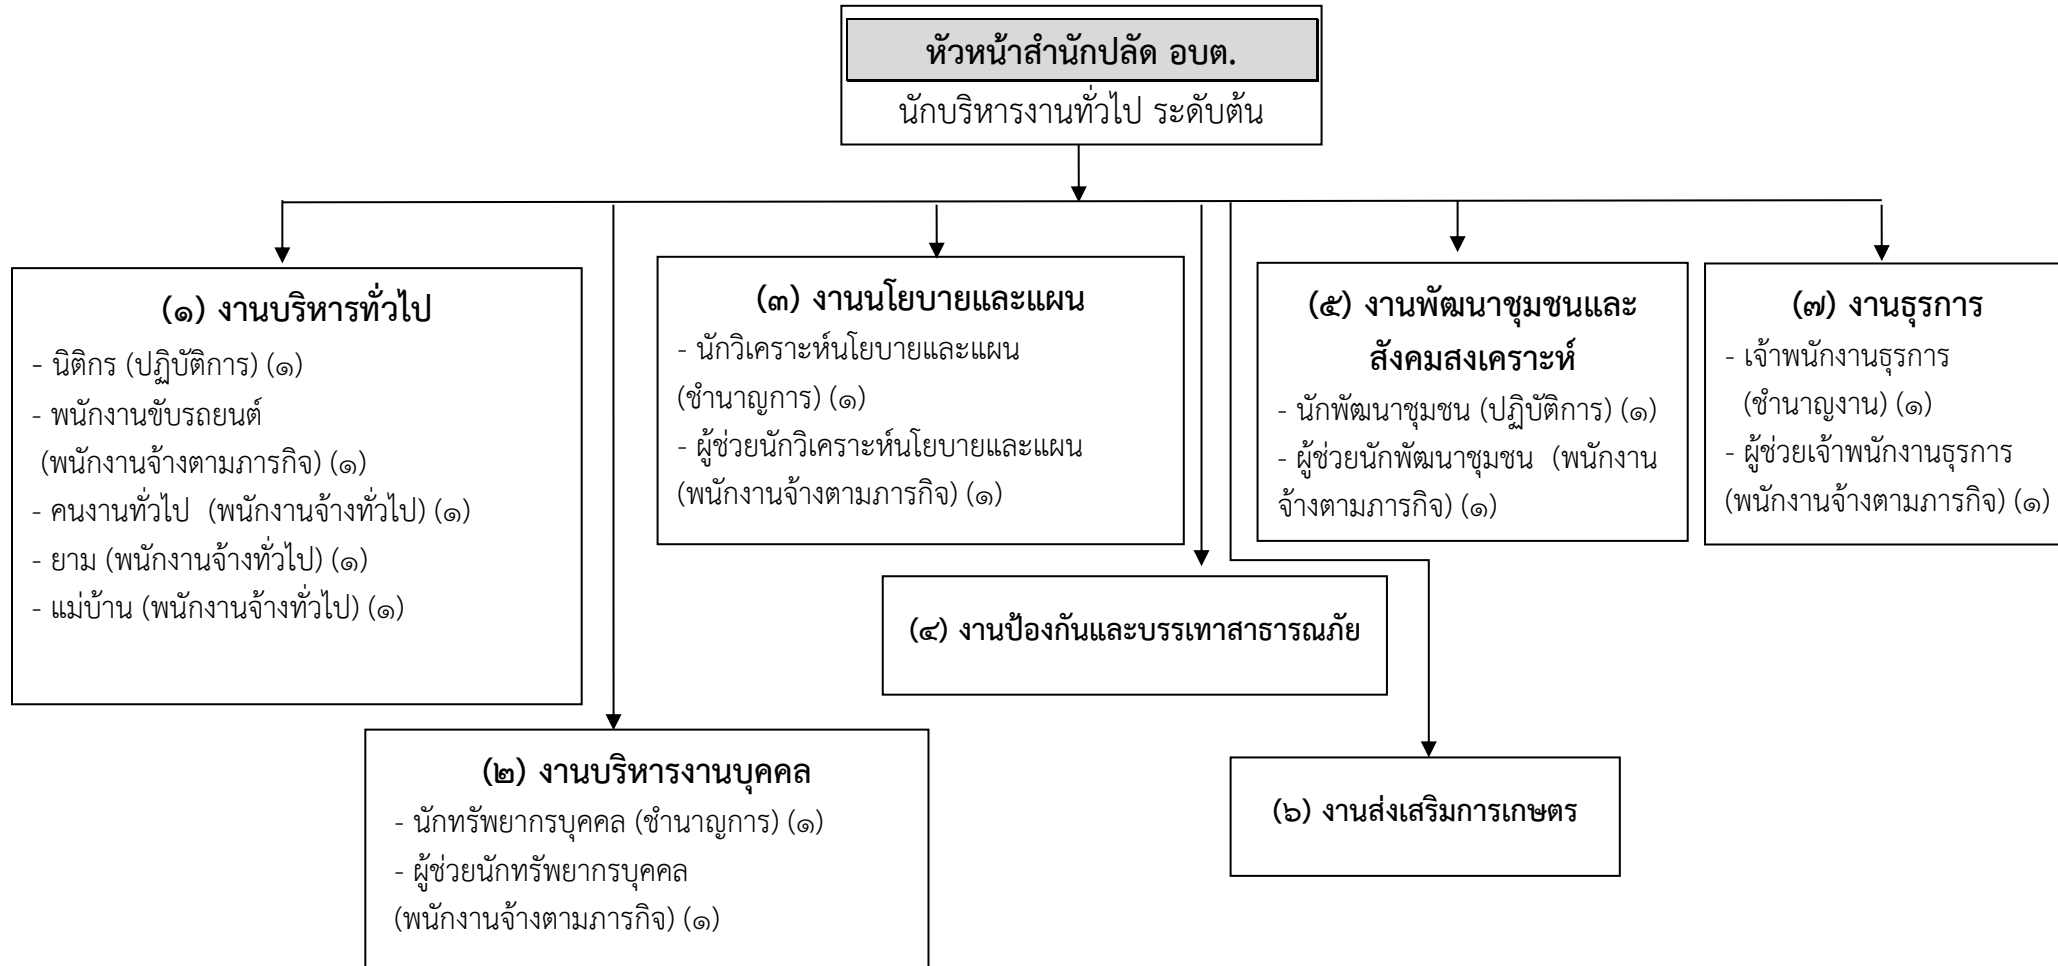 หัวหน้าสำนักปลัด อบต.
นักบริหารงานทั่วไป ระดับต้น
(๑) งานบริหารทั่วไป
- นิติกร (ปฏิบัติการ) (๑)
- พนักงานขับรถยนต์
(พนักงานจ้างตามภารกิจ) (๑)
- คนงานทั่วไป (พนักงานจ้างทั่วไป) (๑)
- ยาม (พนักงานจ้างทั่วไป) (๑)
- แม่บ้าน (พนักงานจ้างทั่วไป) (๑)
(๒) งานบริหารงานบุคคล
- นักทรัพยากรบุคคล (ชำนาญการ) (๑)
- ผู้ช่วยนักทรัพยากรบุคคล
(พนักงานจ้างตามภารกิจ) (๑)
(๓) งานนโยบายและแผน
- นักวิเคราะห์นโยบายและแผน
(ชำนาญการ) (๑)
- ผู้ช่วยนักวิเคราะห์นโยบายและแผน
(พนักงานจ้างตามภารกิจ) (๑)
(๔) งานป้องกันและบรรเทาสาธารณภัย
(๕) งานพัฒนาชุมชนและ
สังคมสงเคราะห์
- นักพัฒนาชุมชน (ปฏิบัติการ) (๑)
- ผู้ช่วยนักพัฒนาชุมชน (พนักงาน
จ้างตามภารกิจ) (๑)
(๖) งานส่งเสริมการเกษตร
(๗) งานธุรการ
- เจ้าพนักงานธุรการ
(ชำนาญงาน) (๑)
- ผู้ช่วยเจ้าพนักงานธุรการ
(พนักงานจ้างตามภารกิจ) (๑)